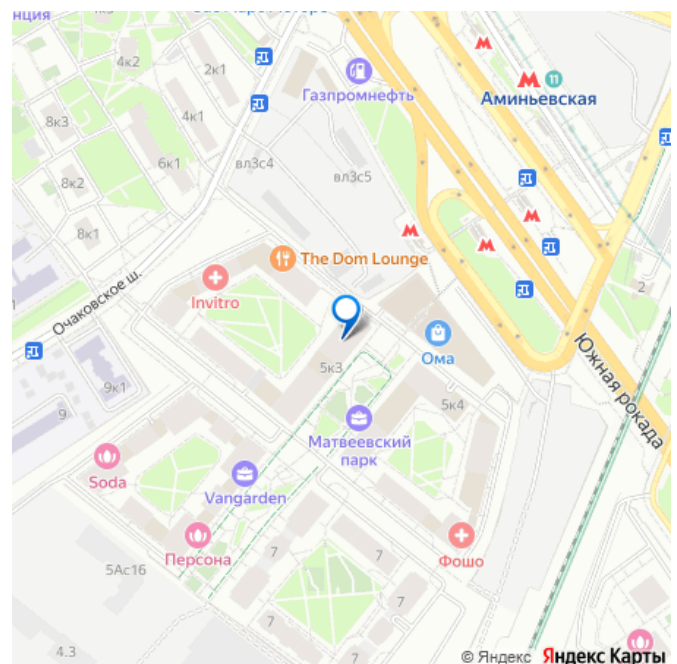 нция
4к2
2к1
8к3
4к1
6к1
8к2
8к1
вл3с4
вл3с5
Газпромнефть
М
11
Аминьевская
М
М
М
М
2
The Dom Lounge
Invitro
Очаковское ш.
Ома
Южная рокада
5к3
5к4
9к1
9
Матвеевский
парк
Soda
Vangarden
Персона
Фошо
5Ас16
7
7
7
7
4.3
© Яндекс Яндекс Карты